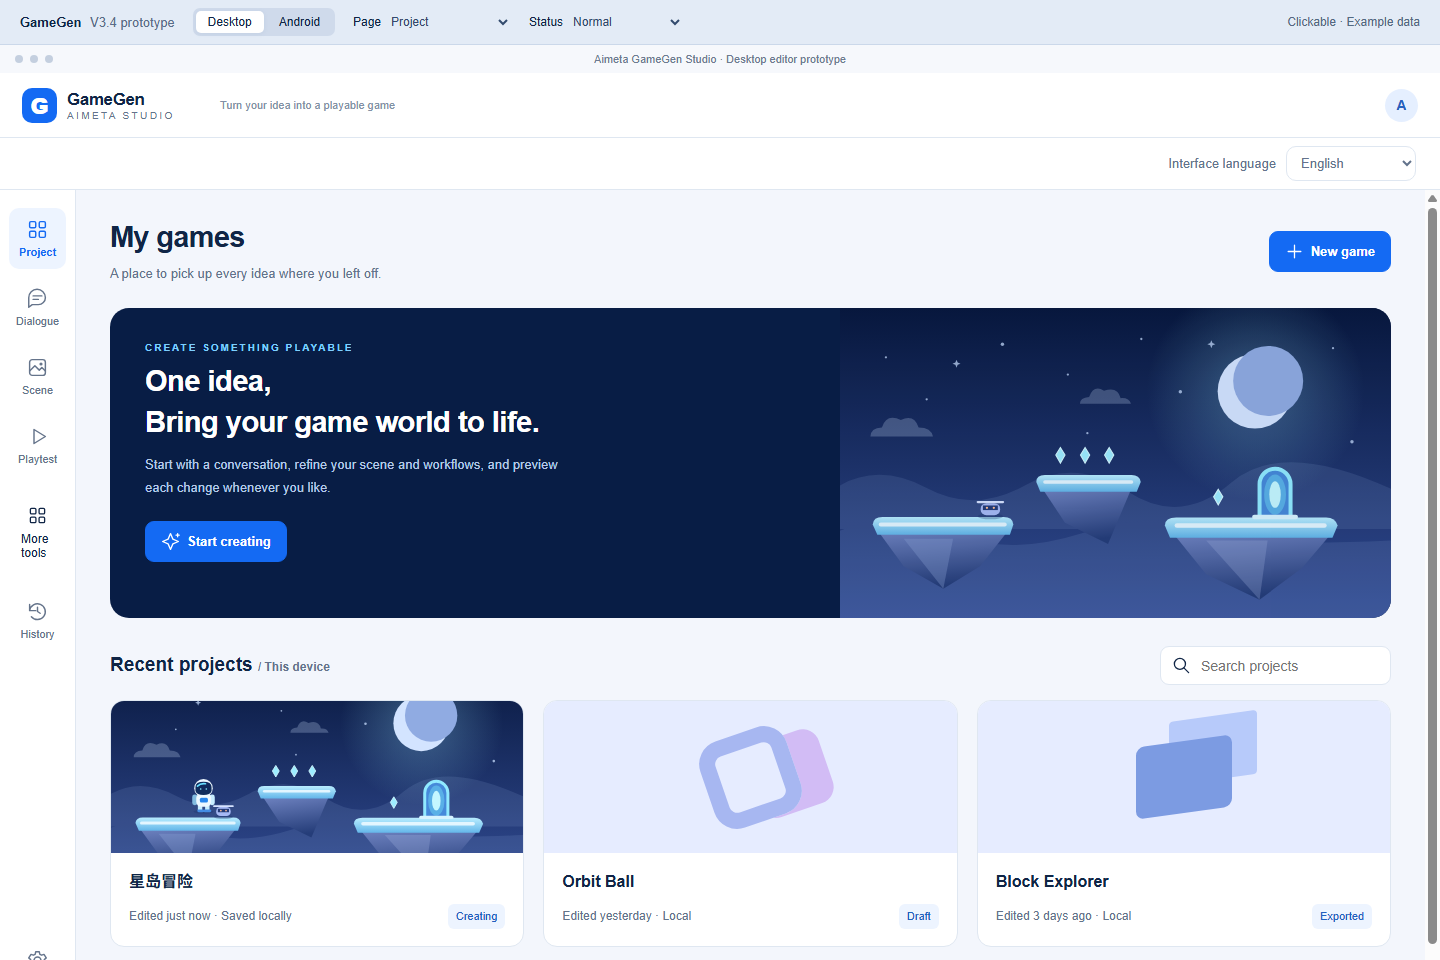 GameGen V3.4 prototype Desktop Android Page Project Status Normal Clickable · Example data
Aimeta GameGen Studio · Desktop editor prototype
G GameGen
AIMETA STUDIO
Turn your idea into a playable game
A
Interface language English
Project
Dialogue
Scene
Playtest
More
tools
History
My games
A place to pick up every idea where you left off.
New game
CREATE SOMETHING PLAYABLE
One idea,
Bring your game world to life.
Start with a conversation, refine your scene and workflows, and preview
each change whenever you like.
Start creating
Recent projects / This device
Search projects
星岛冒险
Edited just now · Saved locally
Creating
Orbit Ball
Edited yesterday · Local
Draft
Block Explorer
Edited 3 days ago · Local
Exported